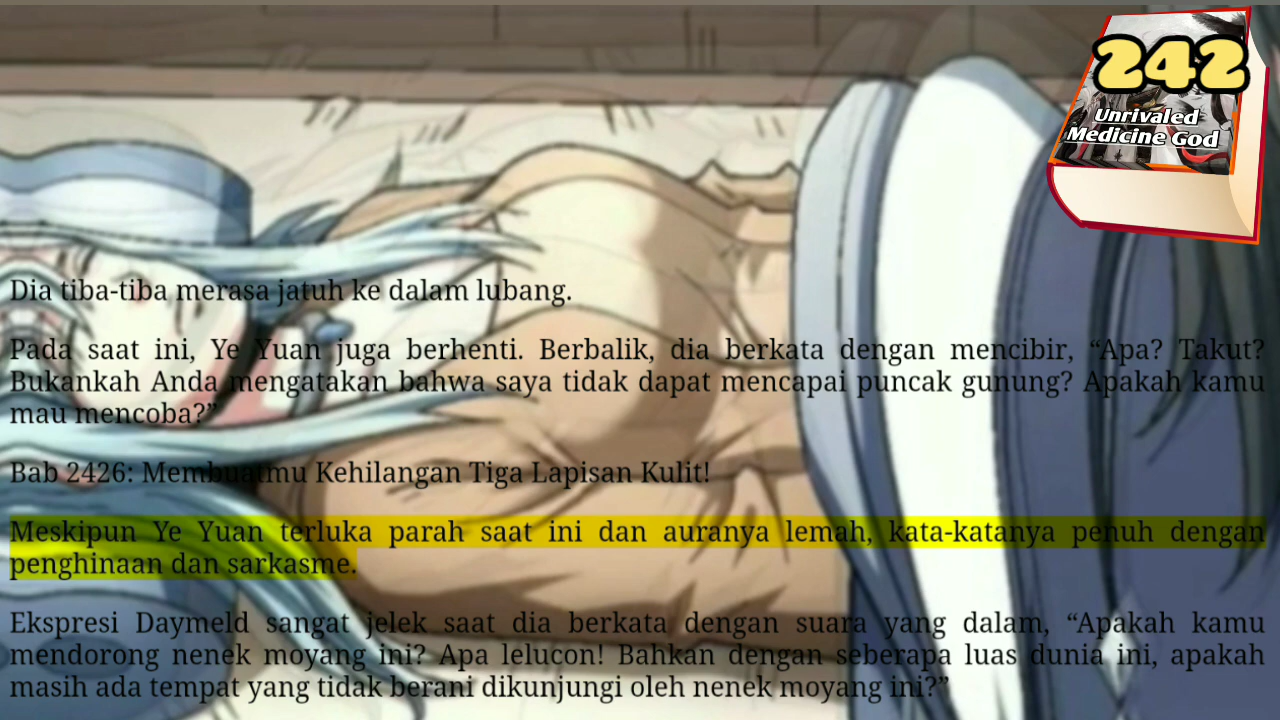 242
Unrivaled
Medicine God
Dia tiba-tiba merasa jatuh ke dalam lubang.
Pada saat ini, Ye Yuan juga berhenti. Berbalik, dia berkata dengan mencibir, “Apa? Takut?
Bukankah Anda mengatakan bahwa saya tidak dapat mencapai puncak gunung? Apakah kamu
mau mencoba?”
Bab 2426: Membuatmu Kehilangan Tiga Lapisan Kulit!
Meskipun Ye Yuan terluka parah saat ini dan auranya lemah, kata-katanya penuh dengan
penghinaan dan sarkasme.
Ekspresi Daymeld sangat jelek saat dia berkata dengan suara yang dalam, “Apakah kamu
mendorong nenek moyang ini? Apa lelucon! Bahkan dengan seberapa luas dunia ini, apakah
masih ada tempat yang tidak berani dikunjungi oleh nenek moyang ini?”